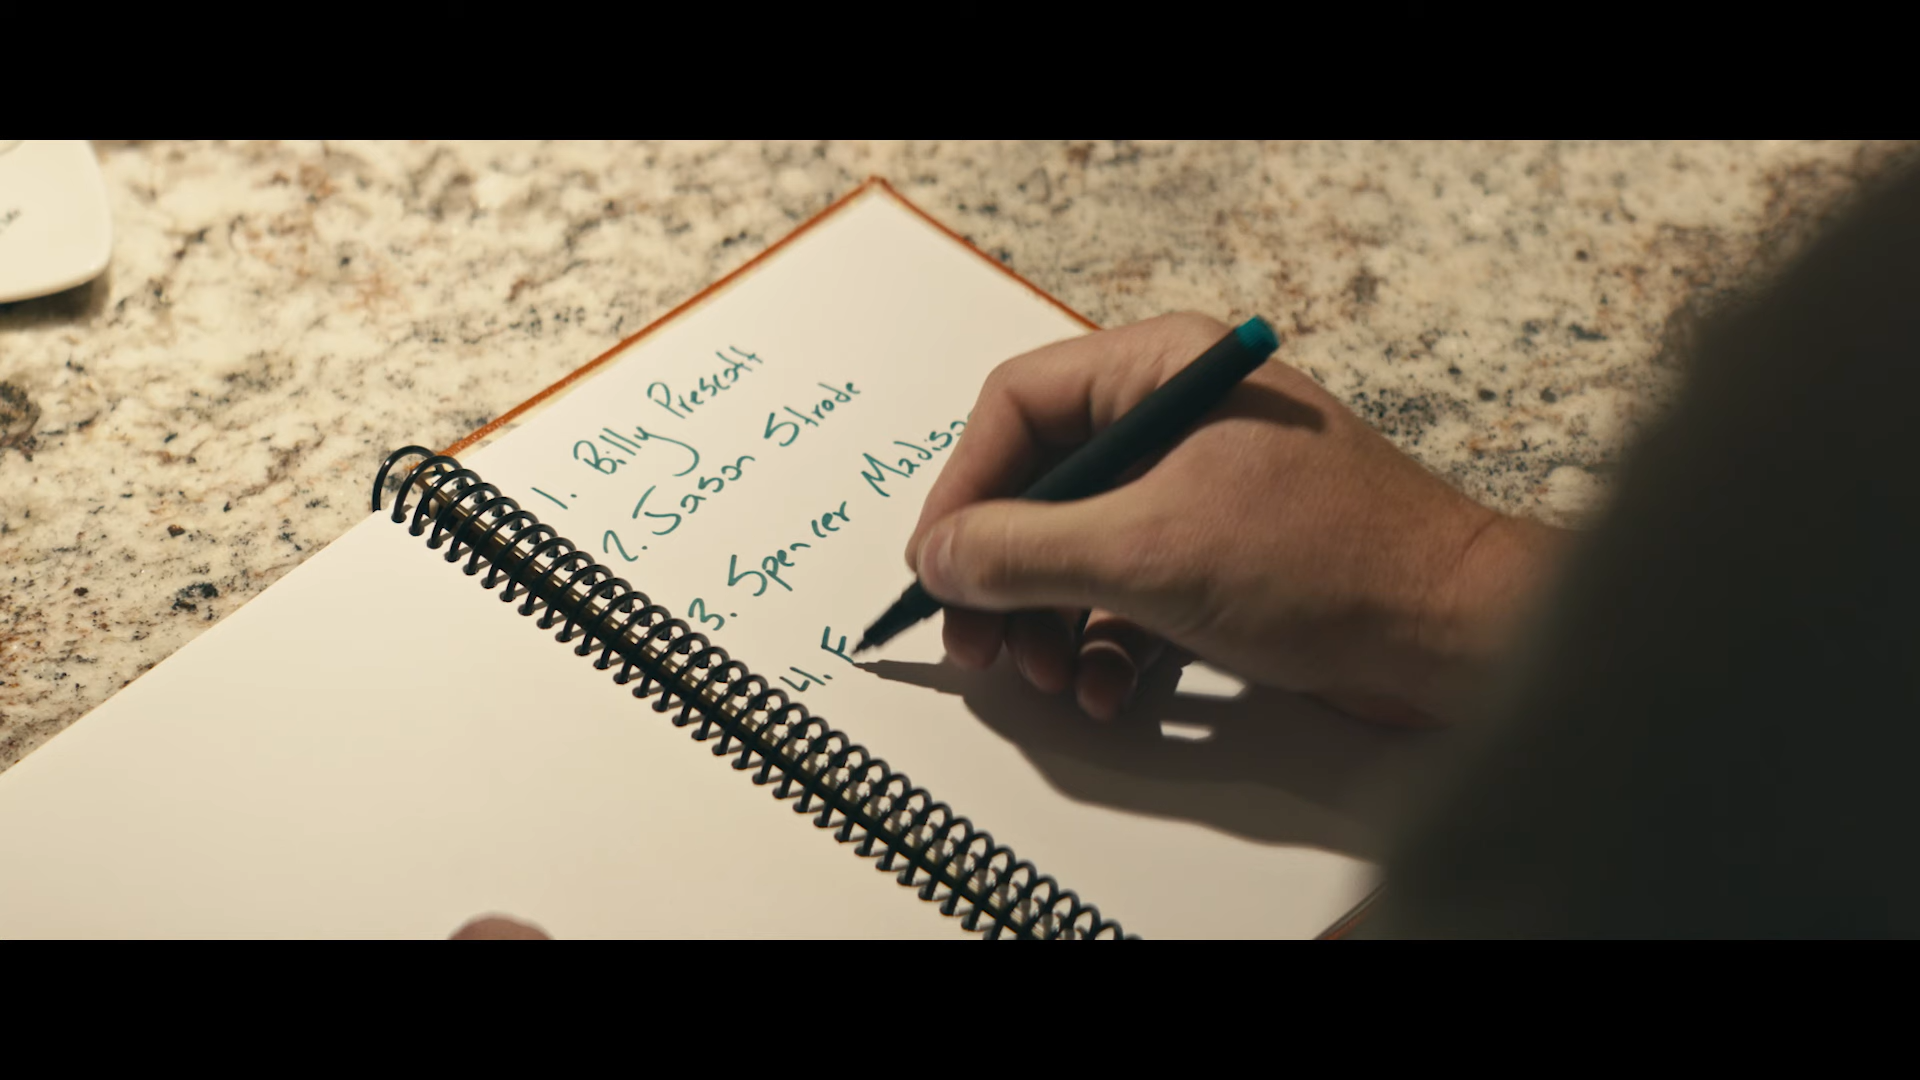 1. Billy Prescott
2. Jason Strode
3. Spencer
4. F